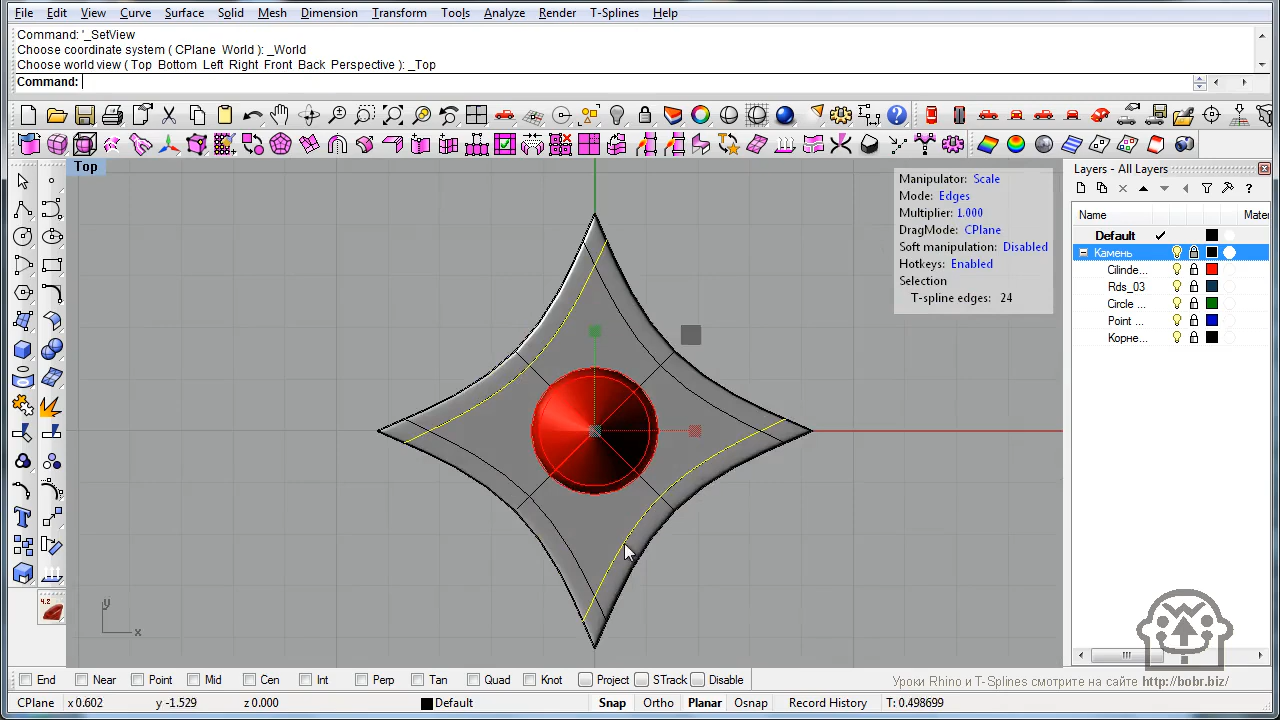 File Edit View Curve Surface Solid Mesh Dimension Transform Tools Analyze Render T-Splines Help
Command: '_SetView
Choose coordinate system ( CPlane World ): _World
Choose world view ( Top Bottom Left Right Front Back Perspective ): _Top
Command:
Top
Manipulator: Scale
Mode: Edges
Multiplier: 1.000
DragMode: CPlane
Soft manipulation: Disabled
Hotkeys: Enabled
Selection
T-spline edges: 24
Layers - All Layers
Name Mater
Default
Камень
Cilinde...
Rds_03
Circle ...
Point ...
Корне...
4.2
y
x
End Near Point Mid Cen Int Perp Tan Quad Knot Project STrack Disable
Уроки Rhino и T-Splines смотрите на сайте http://bobr.biz/
CPlane x 0.602 y -1.529 z 0.000 Default Snap Ortho Planar Osnap Record History T: 0.498699